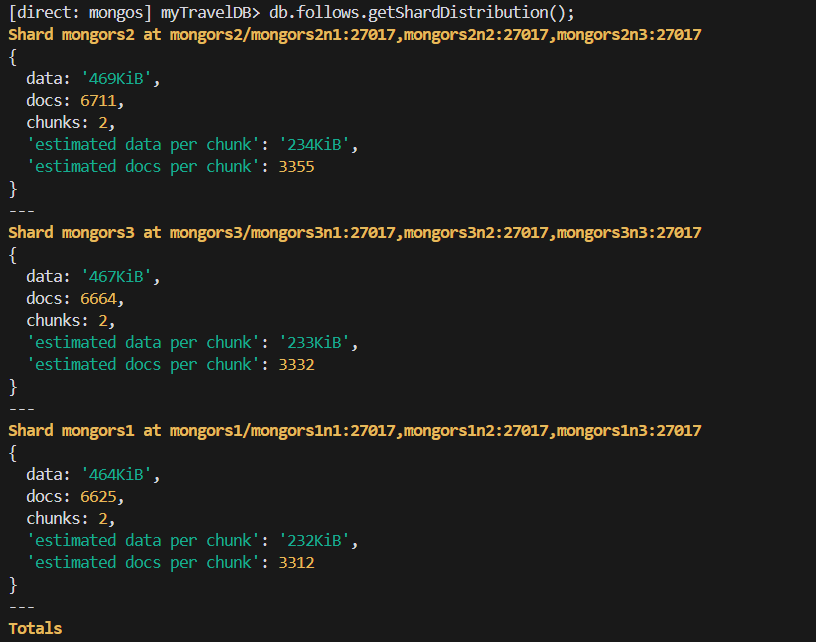 [direct: mongos] myTravelDB> db.follows.getShardDistribution();
Shard mongors2 at mongors2/mongors2n1:27017,mongors2n2:27017,mongors2n3:27017
{
  data: '469KiB',
  docs: 6711,
  chunks: 2,
  'estimated data per chunk': '234KiB',
  'estimated docs per chunk': 3355
}
---
Shard mongors3 at mongors3/mongors3n1:27017,mongors3n2:27017,mongors3n3:27017
{
  data: '467KiB',
  docs: 6664,
  chunks: 2,
  'estimated data per chunk': '233KiB',
  'estimated docs per chunk': 3332
}
---
Shard mongors1 at mongors1/mongors1n1:27017,mongors1n2:27017,mongors1n3:27017
{
  data: '464KiB',
  docs: 6625,
  chunks: 2,
  'estimated data per chunk': '232KiB',
  'estimated docs per chunk': 3312
}
---
Totals